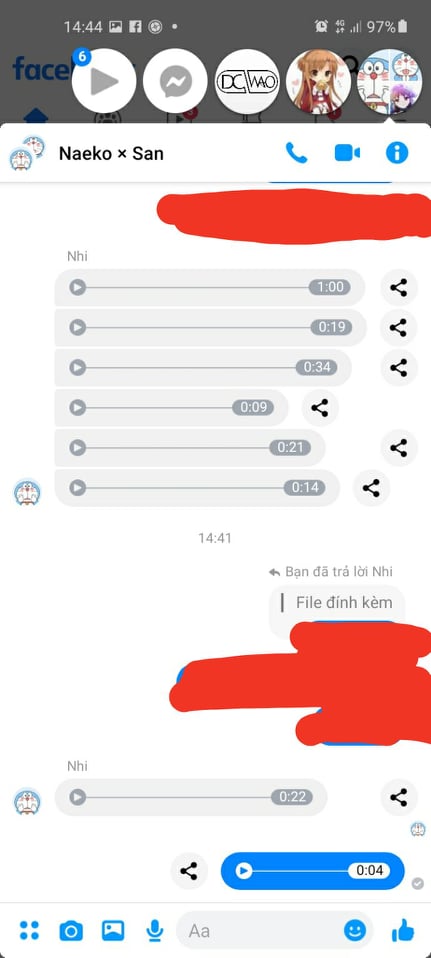 14:44
4G
97%
face
6
DC WAO
Naeko × San
Nhi
1:00
0:19
0:34
0:09
0:21
0:14
14:41
Bạn đã trả lời Nhi
File đính kèm
Nhi
0:22
0:04
Aa